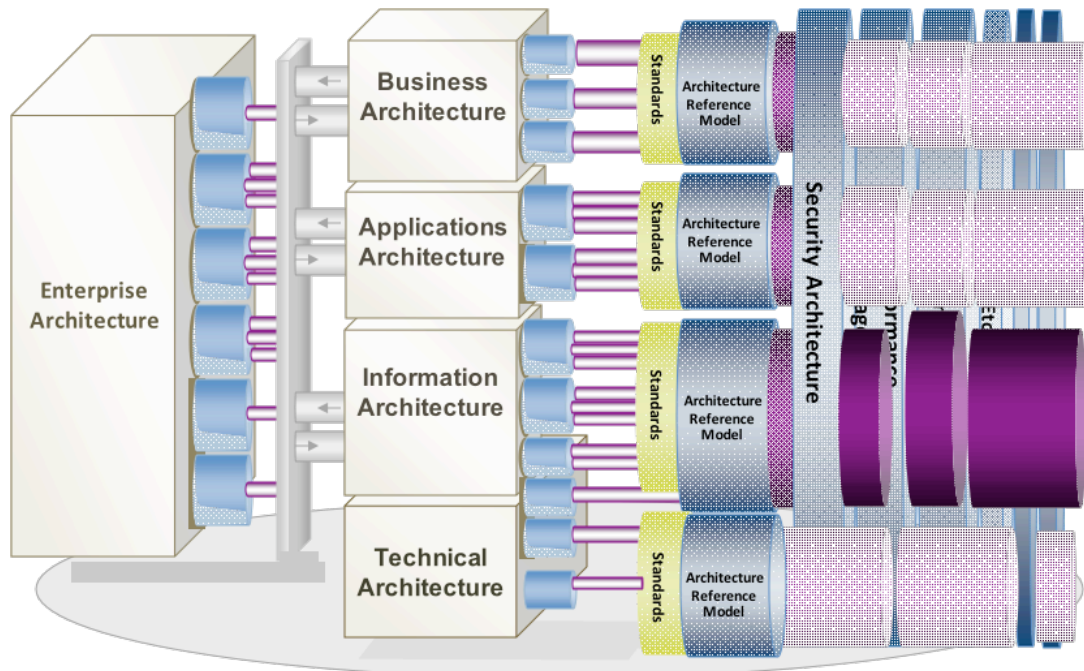 Enterprise
Architecture
Business
Architecture
Standards
Architecture
Reference
Model
Applications
Architecture
Standards
Architecture
Reference
Model
Information
Architecture
Standards
Architecture
Reference
Model
Technical
Architecture
Standards
Architecture
Reference
Model
Security Architecture